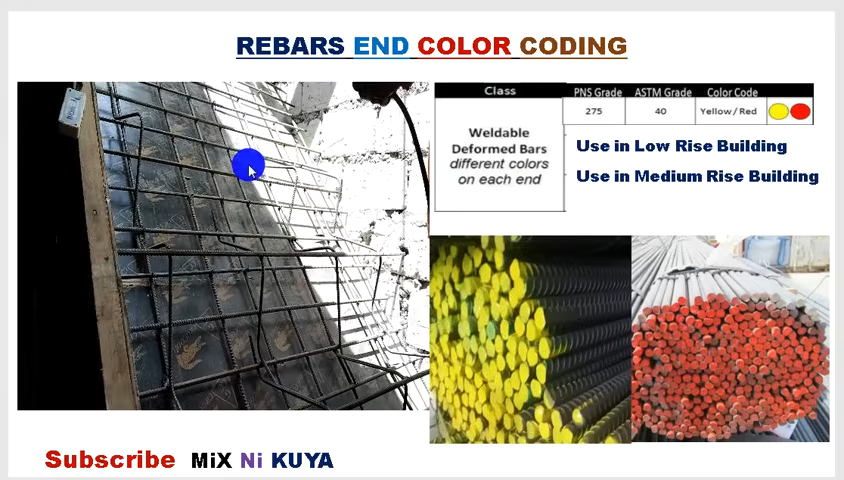 REBARS END COLOR CODING
Class PNS Grade ASTM Grade Color Code
275 40 Yellow / Red
Weldable
Deformed Bars
different colors
on each end
Use in Low Rise Building
Use in Medium Rise Building
Subscribe MiX Ni KUYA